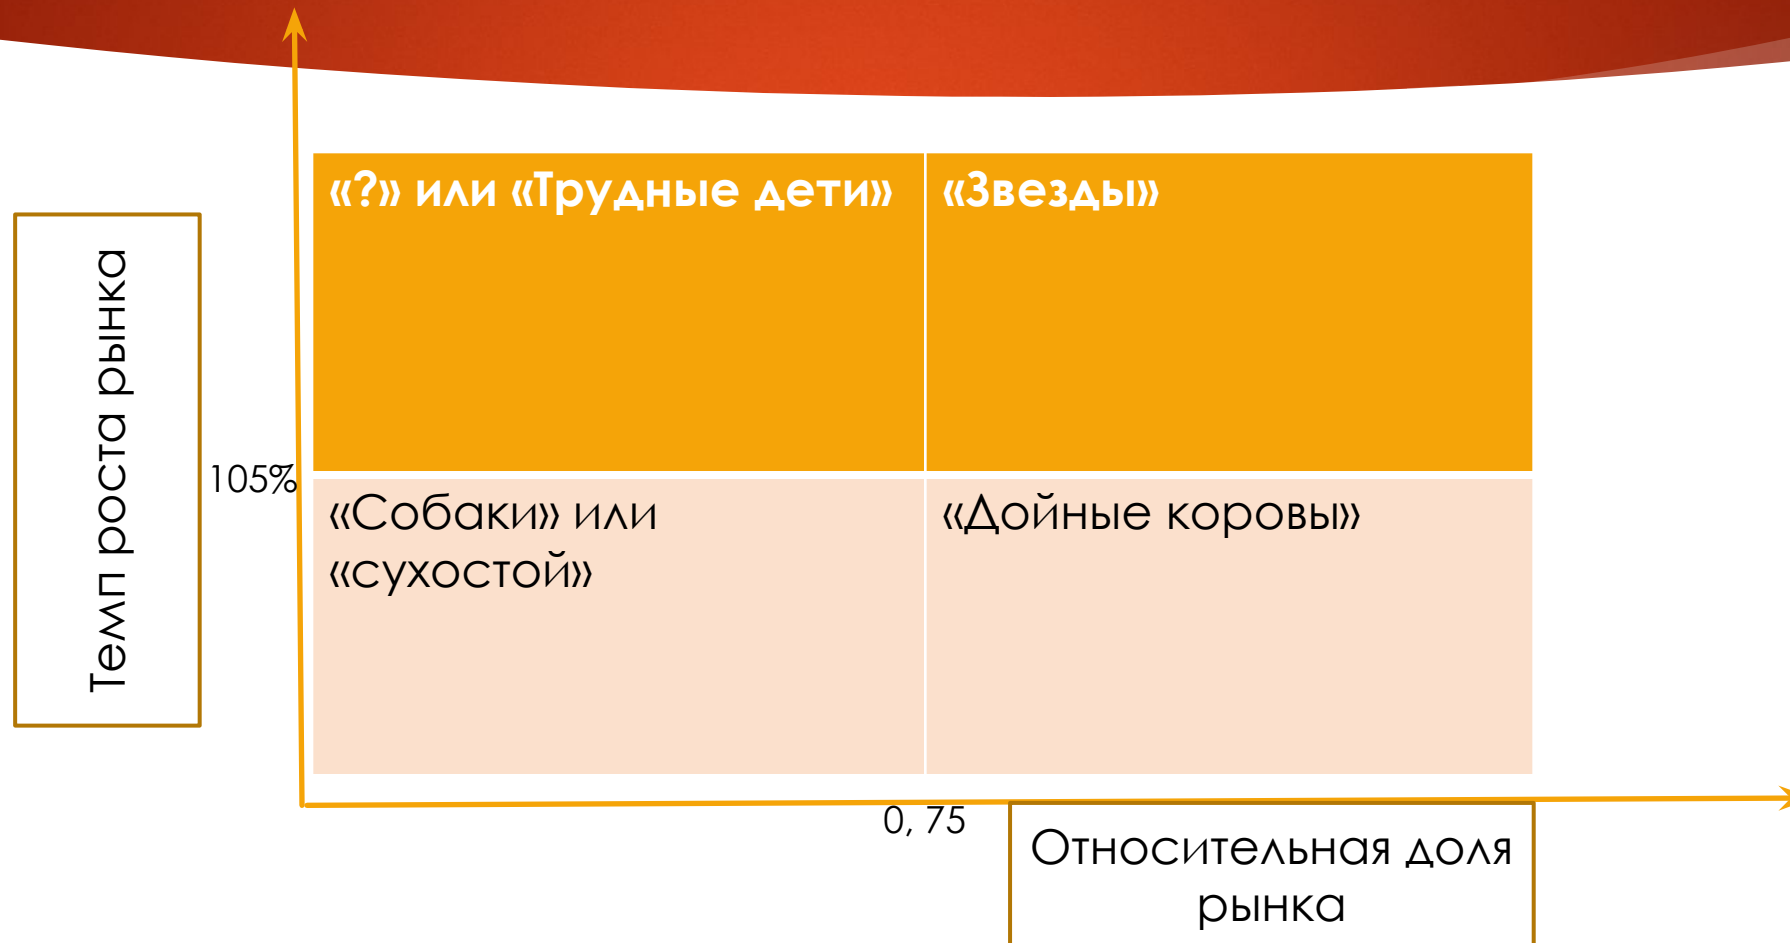 «?» или «Трудные дети»
«Звезды»
Темп роста рынка
105%
«Собаки» или
«сухостой»
«Дойные коровы»
0, 75
Относительная доля
рынка